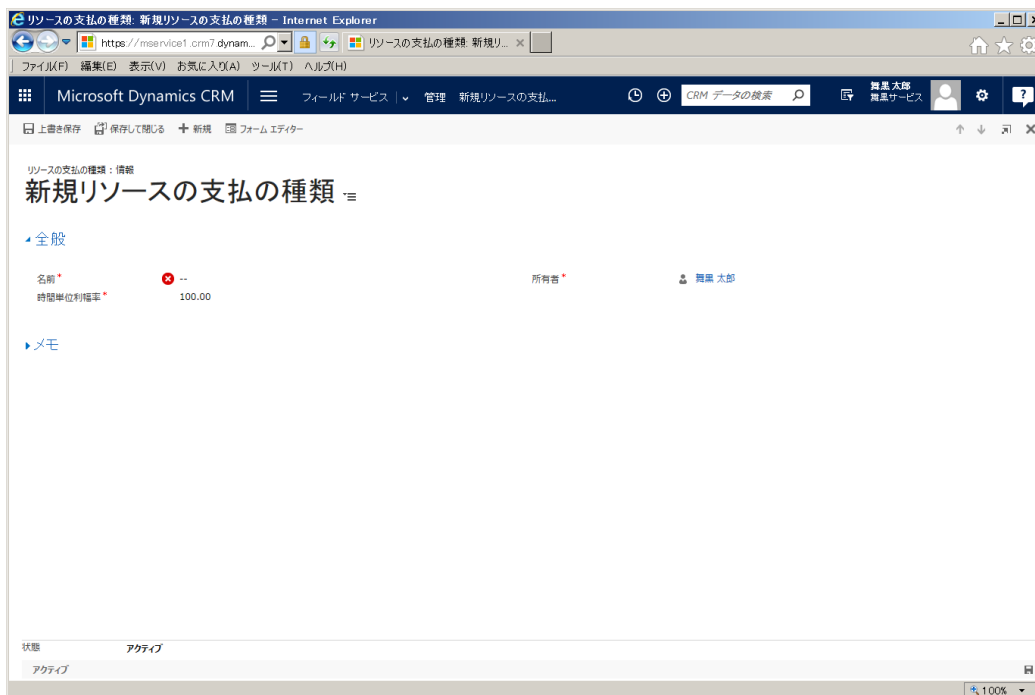 リソースの支払の種類: 新規リソースの支払の種類 - Internet Explorer
https://mservice1.crm7.dynam... リソースの支払の種類: 新規リ...
ファイル(F) 編集(E) 表示(V) お気に入り(A) ツール(T) ヘルプ(H)
Microsoft Dynamics CRM フィールド サービス 管理 新規リソースの支払... CRM データの検索 舞黒 太郎
舞黒サービス
上書き保存 保存して閉じる 新規 フォーム エディター
リソースの支払の種類 : 情報
新規リソースの支払の種類
全般
名前* -- 所有者* 舞黒 太郎
時間単位利幅率* 100.00
メモ
状態 アクティブ
アクティブ
100%